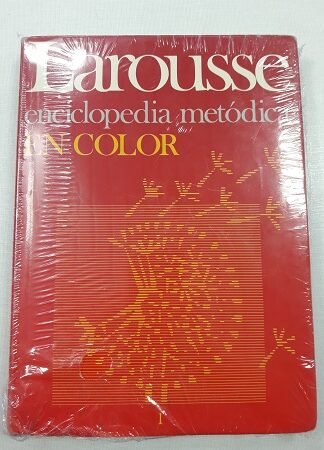 Larousse
enciclopedia metódica
EN COLOR
1